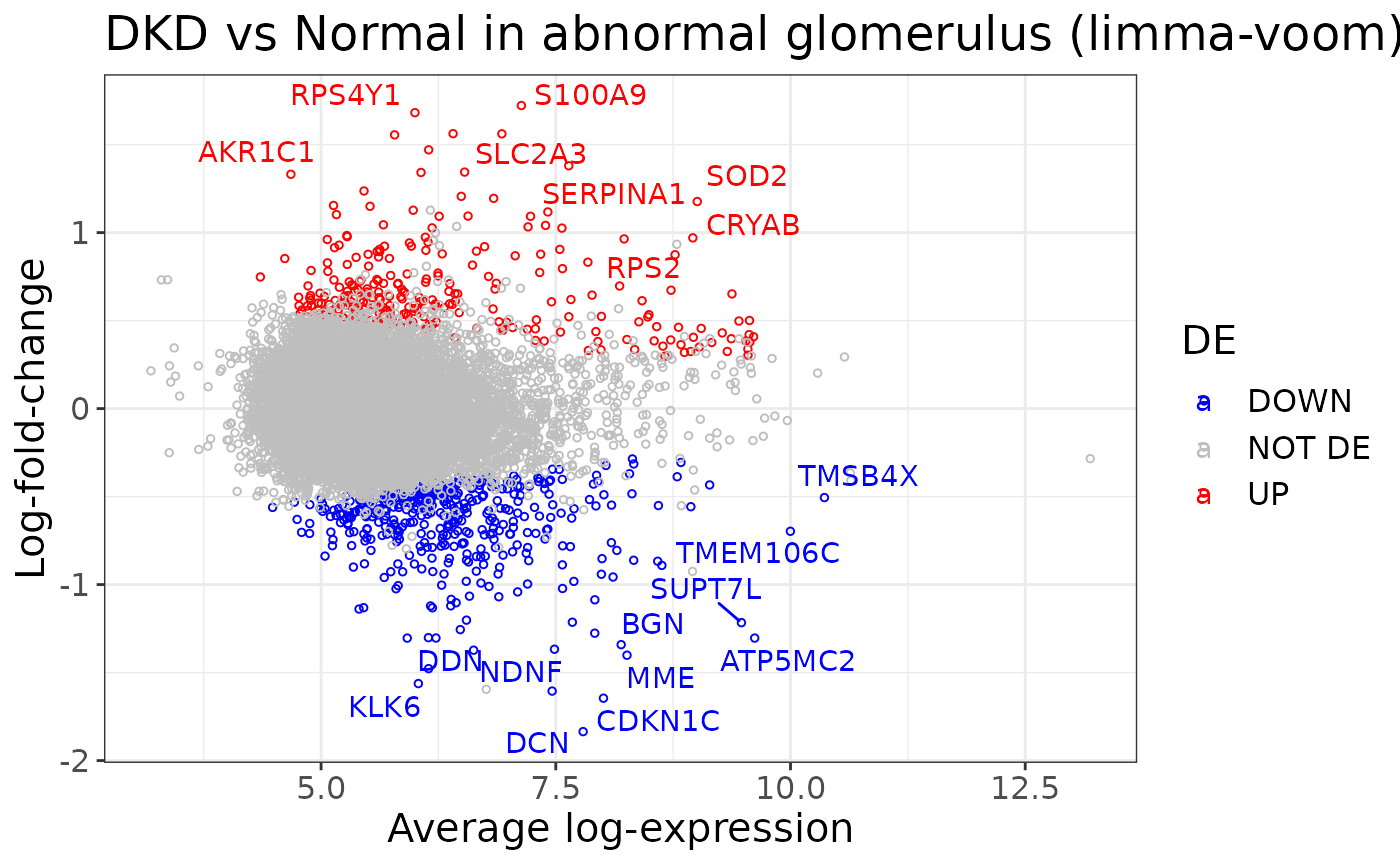 DKD vs Normal in abnormal glomerulus (limma-voom)
RPS4Y1
S100A9
AKR1C1
SLC2A3
SOD2
SERPINA1
CRYAB
RPS2
TMSB4X
TMEM106C
SUPT7L
BGN
DDN
NDNF
ATP5MC2
MME
KLK6
CDKN1C
DCN
1
0
-1
-2
5.0
7.5
10.0
12.5
Log-fold-change
Average log-expression
DE
a DOWN
a NOT DE
a UP